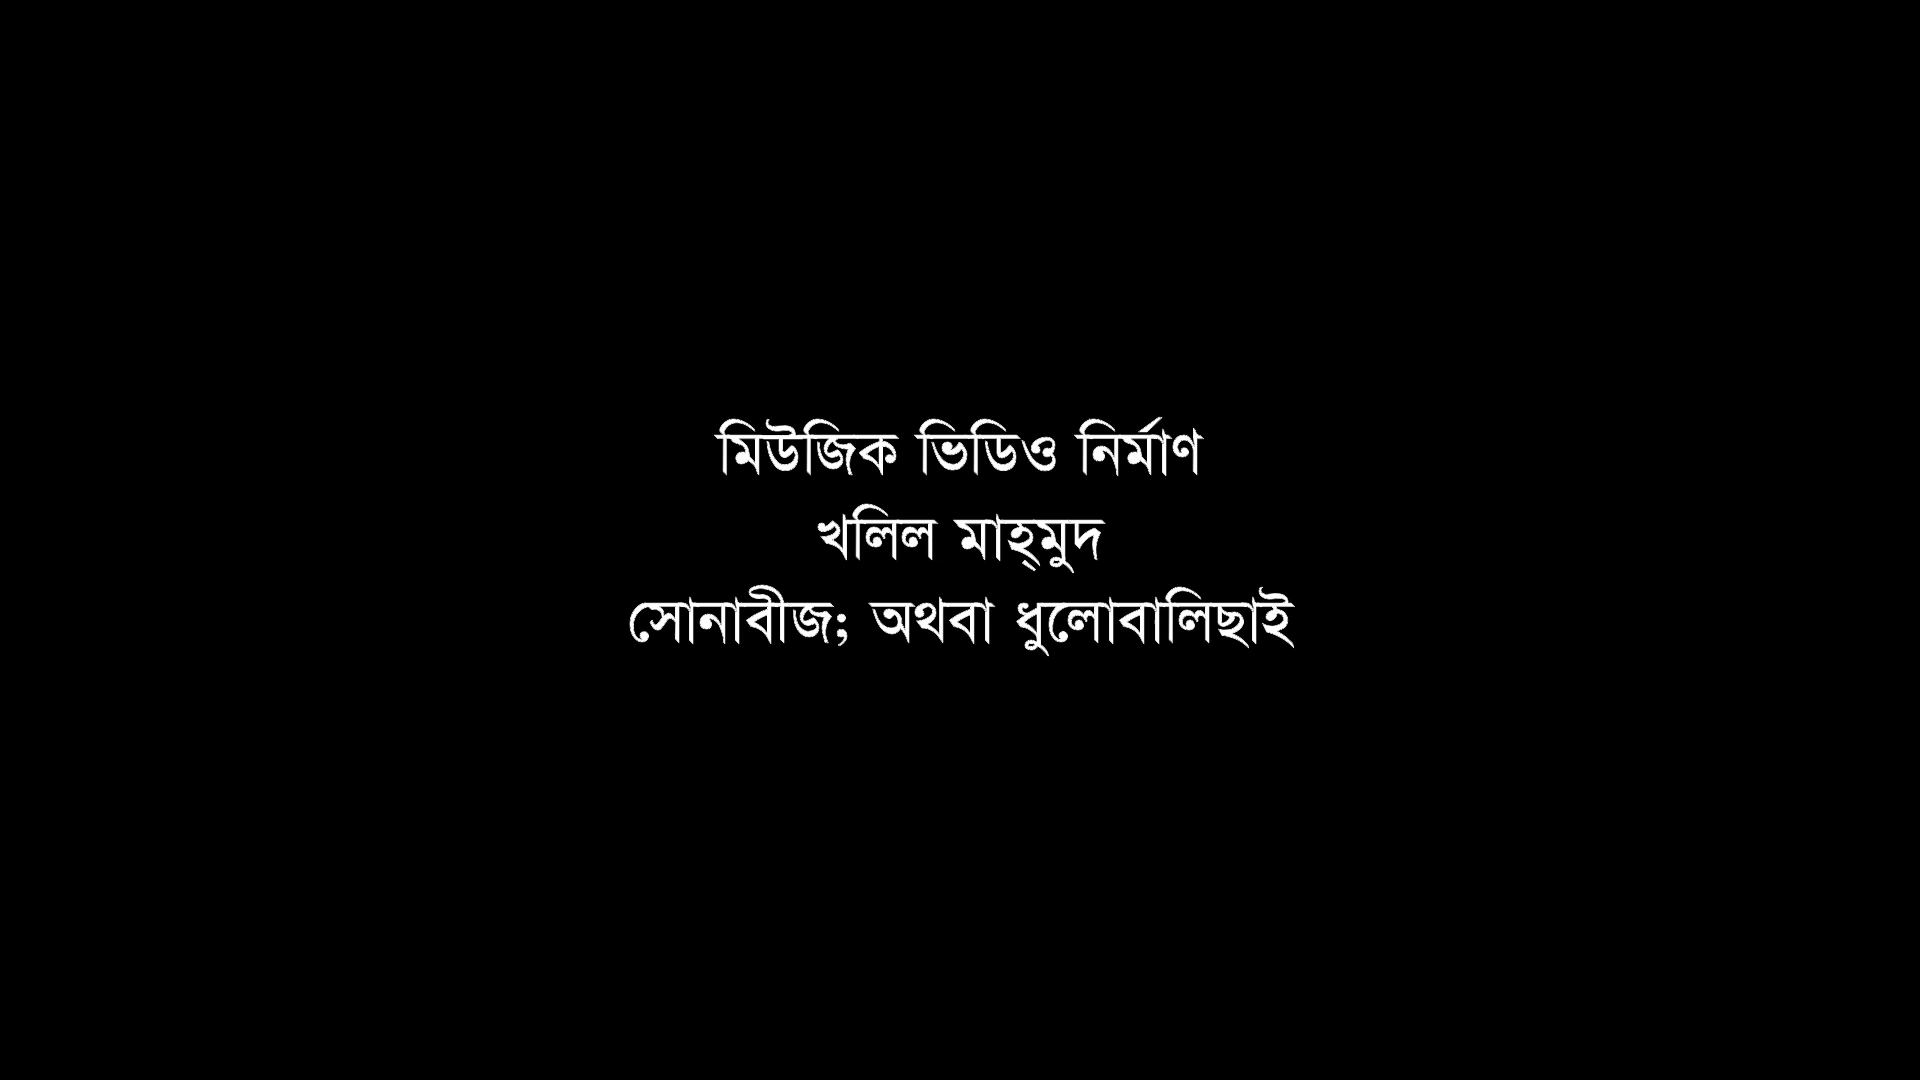 মিউজিক ভিডিও নির্মাণ
খলিল মাহ্‌মুদ
সোনাবীজ; অথবা ধুলোবালিছাই